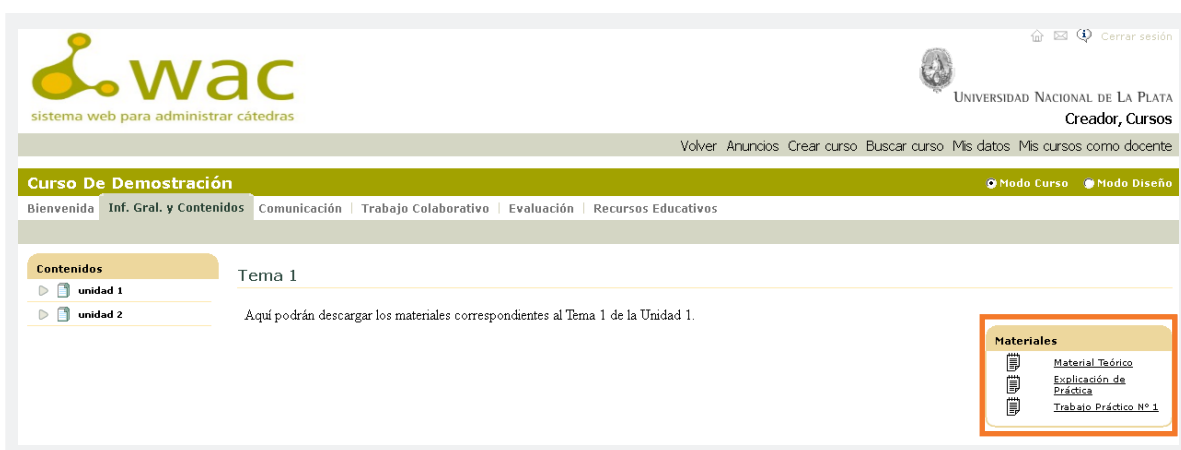 wac
sistema web para administrar cátedras
Cerrar sesión
Universidad Nacional de La Plata
Creador, Cursos
Volver Anuncios Crear curso Buscar curso Mis datos Mis cursos como docente
Curso De Demostración
Modo Curso Modo Diseño
Bienvenida Inf. Gral. y Contenidos Comunicación | Trabajo Colaborativo | Evaluación | Recursos Educativos
Contenidos
unidad 1
unidad 2
Tema 1
Aquí podrán descargar los materiales correspondientes al Tema 1 de la Unidad 1.
Materiales
Material Teórico
Explicación de
Práctica
Trabajo Práctico Nº 1